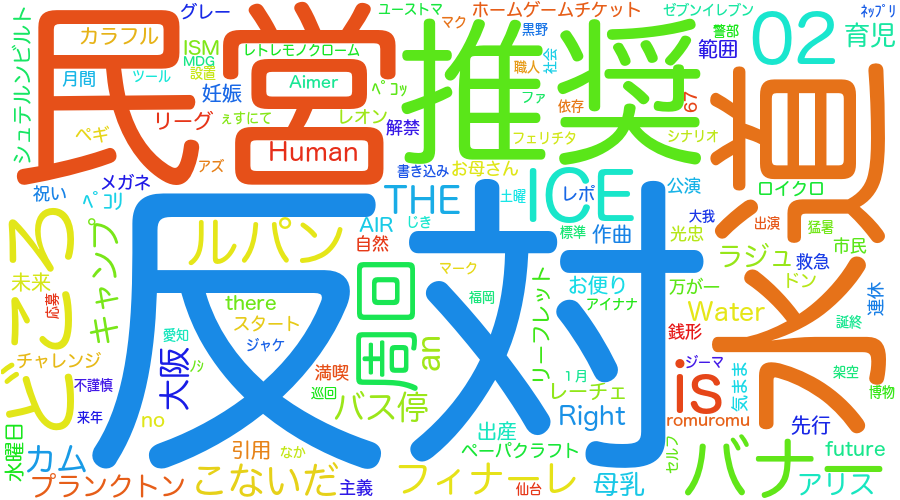 グレー
ユーストマ
ホームゲームチケット
ゼブンイレブン
ﾈｯﾌﾟﾘ
カラフル
民営
推奨
02
育児
マク
黒野
警部
範囲
ISM
MDG
設置
レトレモノクローム
シュテルンビルト
月間
ツール
妊娠
Aimer
ﾍﾟｺｯ
職人
社会
ファ
依存
67
水道
リーグ
ぇすにて
レオン
解禁
フェリチタ
シナリオ
ペギ
Human
アズ
書き込み
お母さん
祝い
メガネ
ﾍﾟｺﾘ
THE
ICE
土曜
レポ
公演
ロイクロ
どころ
反対
ルパン
AIR
じき
自然
標準
作曲
大我
出演
猛暑
光忠
ラジュ
市民
救急
キャンプ
未来
応募
there
スタート
周回
マーク
福岡
リーフレット
お便り
アイナナ
万が一
ドン
連休
愛知
ジャケ
an
Water
銭形
誕終
チャレンジ
ﾉｼ
満喫
１月
ジーマ
架空
不謹慎
大阪
巡回
レーチェ
is
気まま
博物
来年
no
バス停
Right
romuromu
先行
水曜日
カム
引用
なか
出産
ペーパクラフト
セルフ
バナー
future
プランクトン
こないだ
主義
フィナーレ
仙台
母乳
アリス